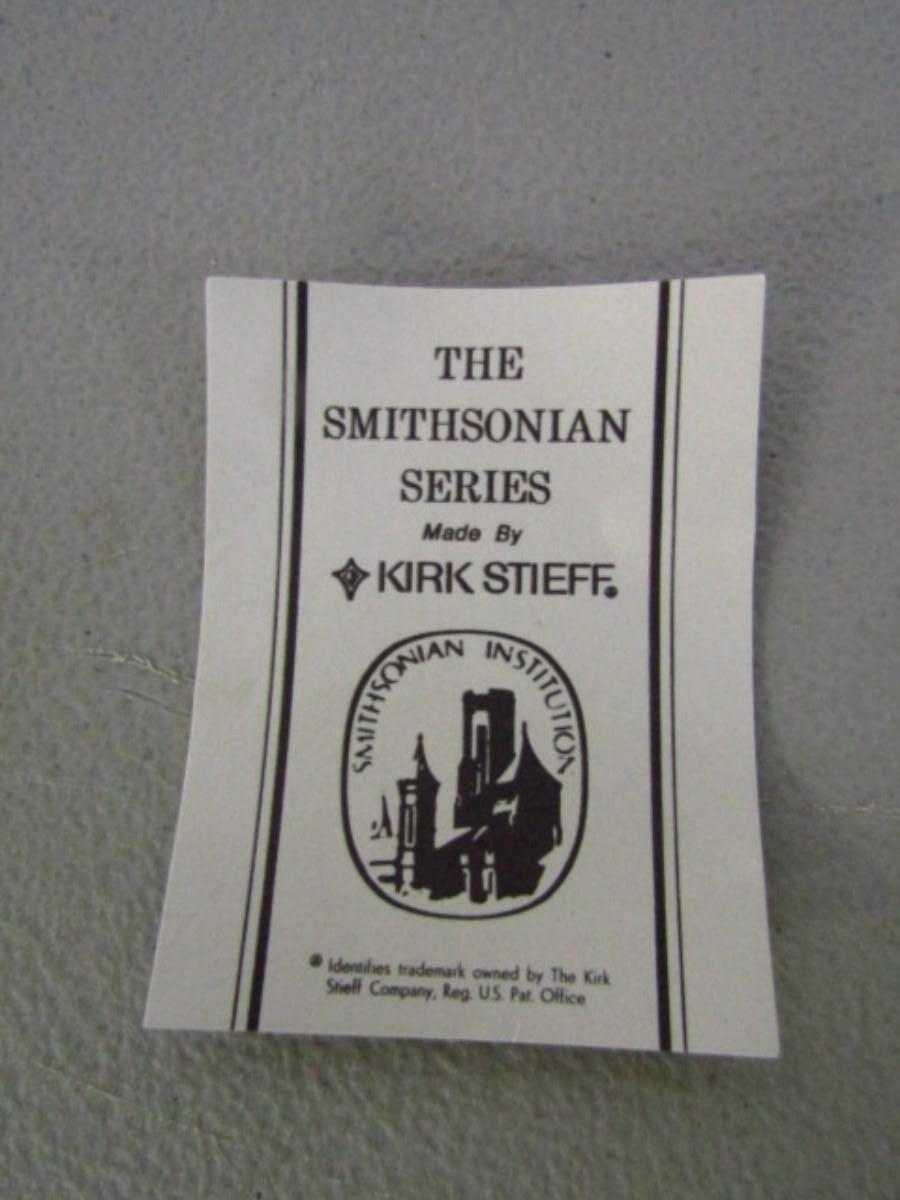 THE
SMITHSONIAN
SERIES
Made By
KIRK STIEFF®
SMITHSONIAN INSTITUTION
® Identifies trademark owned by The Kirk
Stieff Company, Reg. U.S. Pat. Office